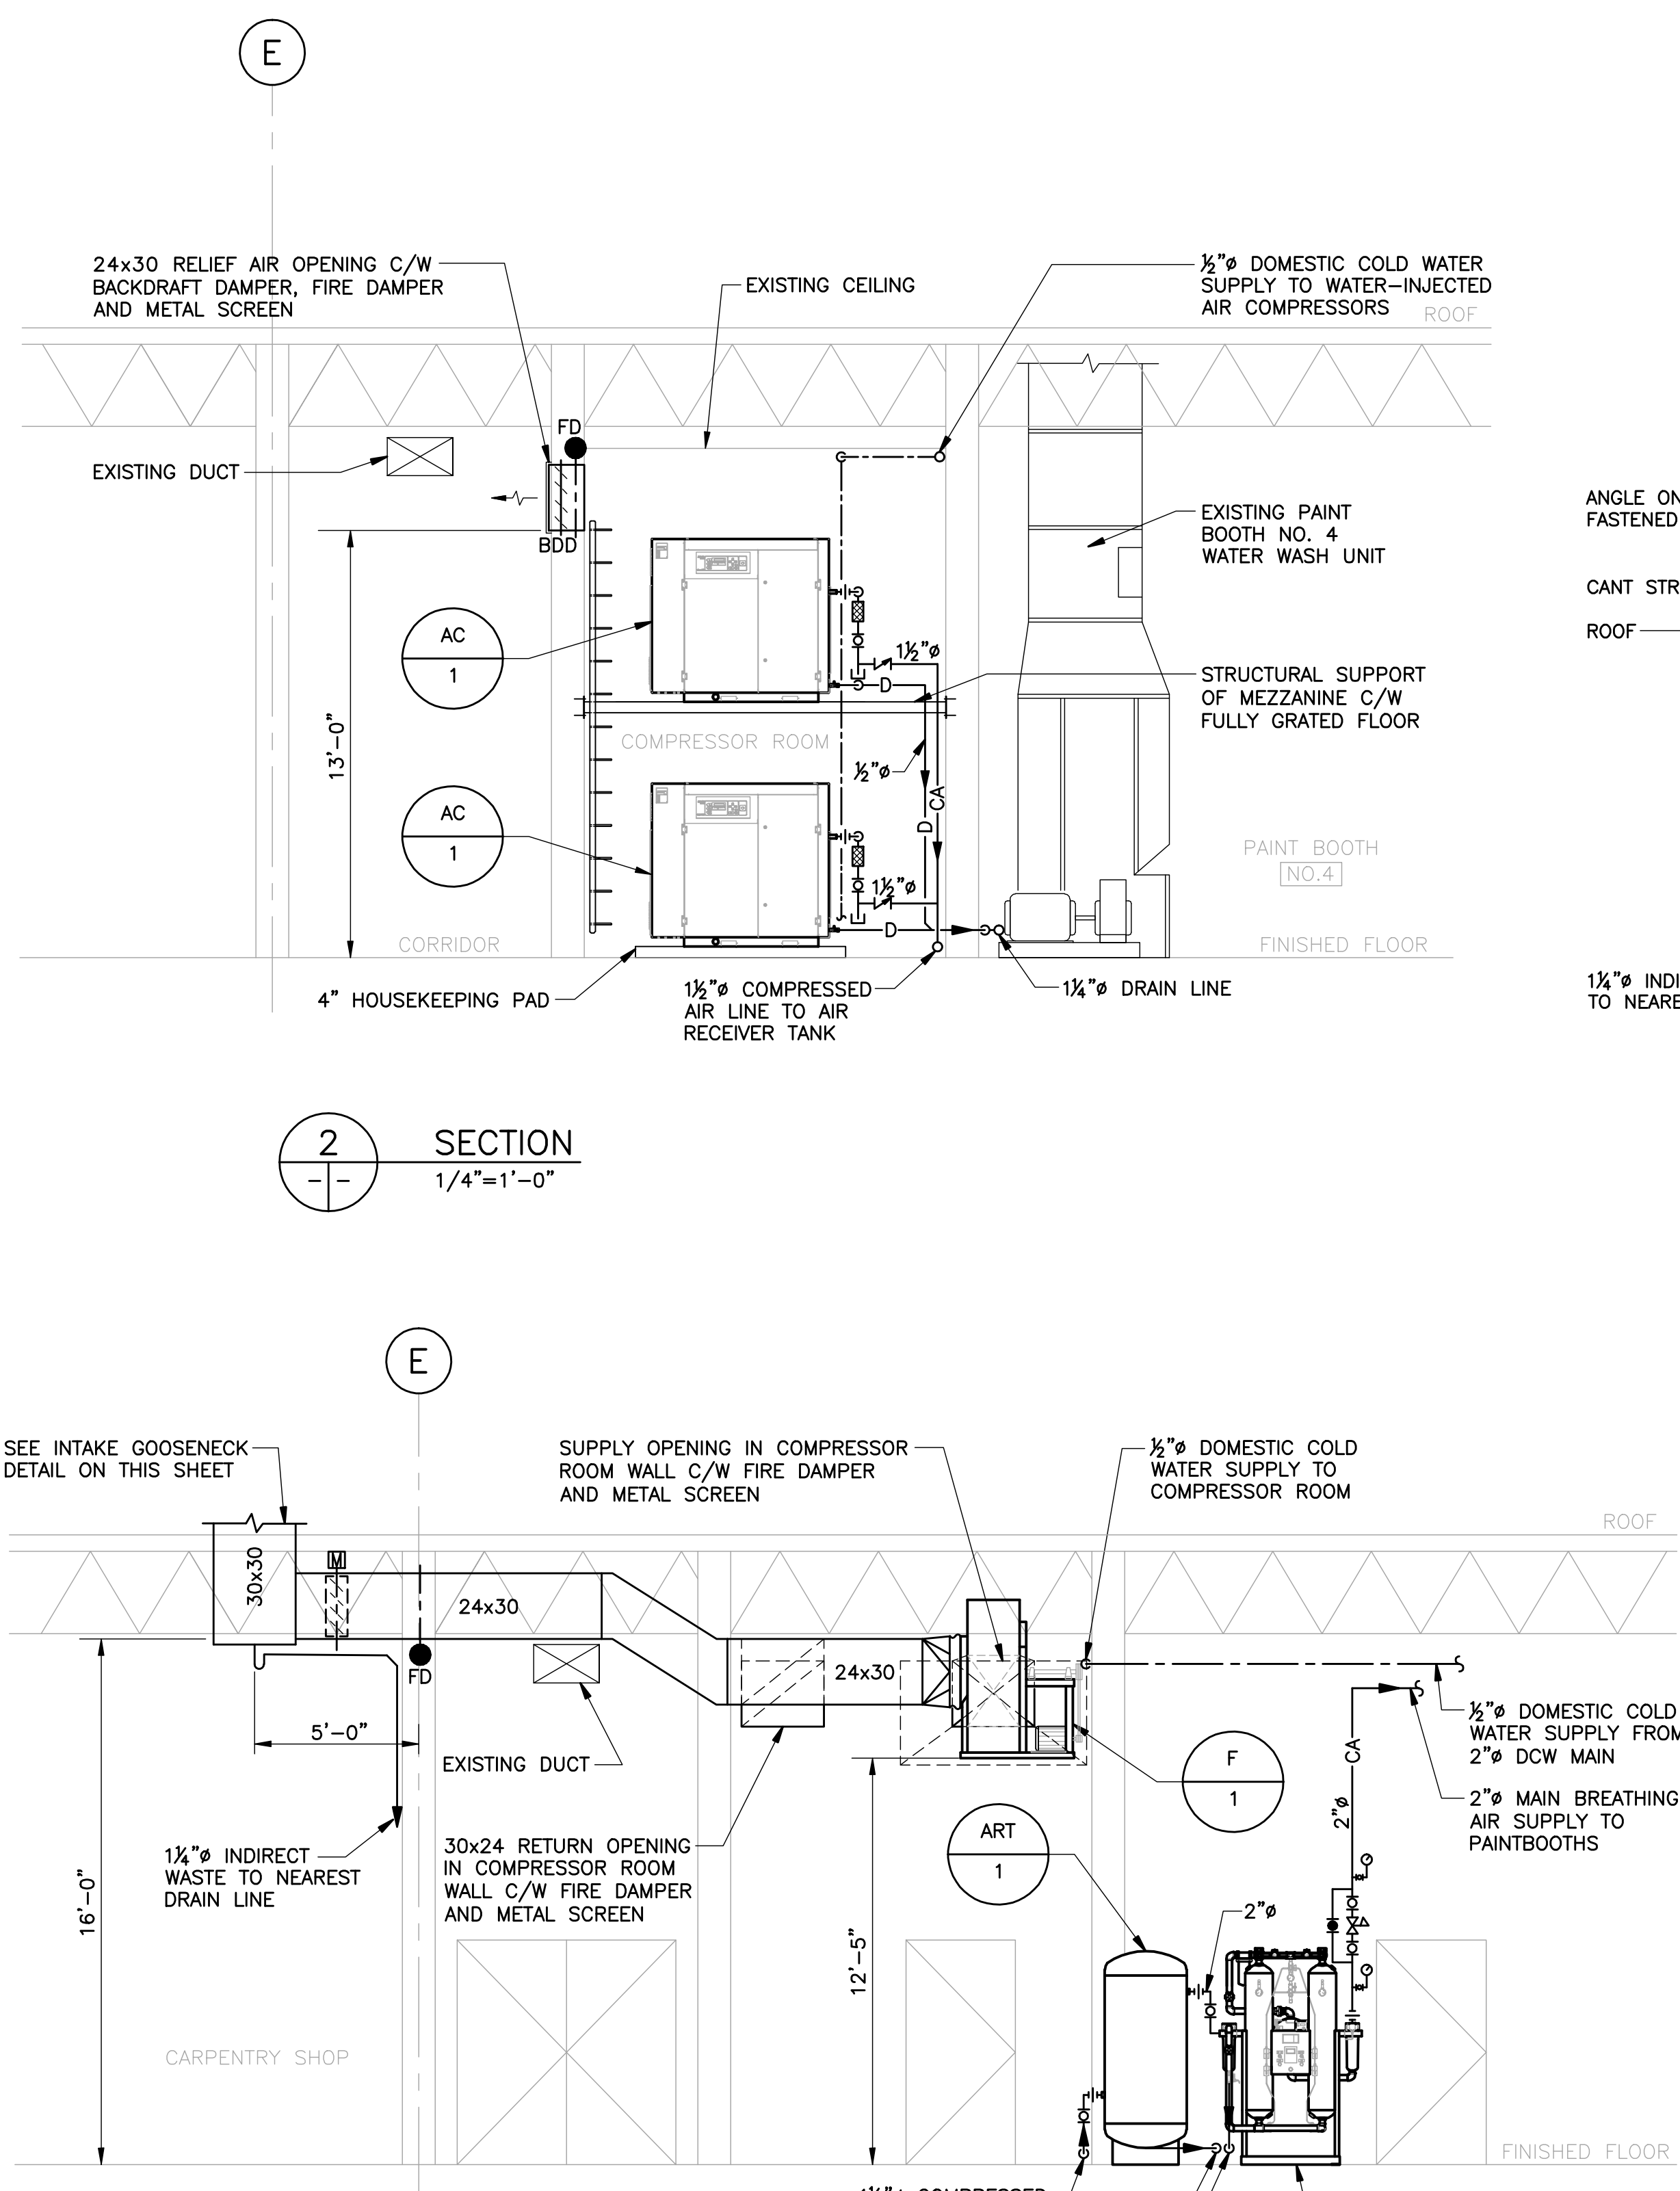 E
24x30 RELIEF AIR OPENING C/W
BACKDRAFT DAMPER, FIRE DAMPER
AND METAL SCREEN
EXISTING CEILING
½"ø DOMESTIC COLD WATER
SUPPLY TO WATER-INJECTED
AIR COMPRESSORS
ROOF
FD
EXISTING DUCT
BDD
EXISTING PAINT
BOOTH NO. 4
WATER WASH UNIT
ANGLE ON
FASTENED
CANT STR
ROOF
AC
1
1½"ø
D
STRUCTURAL SUPPORT
OF MEZZANINE C/W
FULLY GRATED FLOOR
13'-0"
COMPRESSOR ROOM
½"ø
CA
D
AC
1
1½"ø
D
PAINT BOOTH
NO.4
CORRIDOR
FINISHED FLOOR
4" HOUSEKEEPING PAD
1½"ø COMPRESSED
AIR LINE TO AIR
RECEIVER TANK
1¼"ø DRAIN LINE
1¼"ø INDI
TO NEARE
2
- -
SECTION
1/4"=1'-0"
E
SEE INTAKE GOOSENECK
DETAIL ON THIS SHEET
SUPPLY OPENING IN COMPRESSOR
ROOM WALL C/W FIRE DAMPER
AND METAL SCREEN
½"ø DOMESTIC COLD
WATER SUPPLY TO
COMPRESSOR ROOM
ROOF
30x30
M
24x30
FD
24x30
5'-0"
EXISTING DUCT
½"ø DOMESTIC COLD
WATER SUPPLY FROM
2"ø DCW MAIN
F
1
CA
2"ø
2"ø MAIN BREATHING
AIR SUPPLY TO
PAINTBOOTHS
ART
1
1¼"ø INDIRECT
WASTE TO NEAREST
DRAIN LINE
30x24 RETURN OPENING
IN COMPRESSOR ROOM
WALL C/W FIRE DAMPER
AND METAL SCREEN
16'-0"
12'-5"
2"ø
CARPENTRY SHOP
FINISHED FLOOR
COMPRESSED